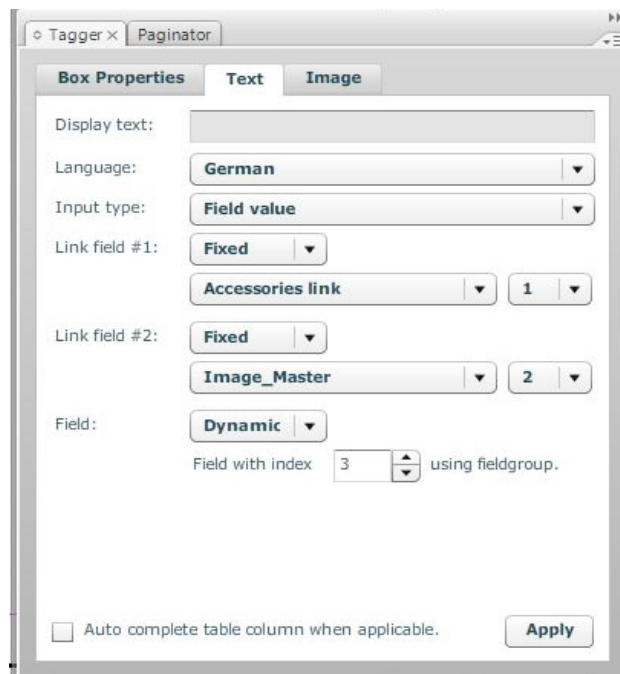 Tagger Paginator
Box Properties Text Image
Display text:
Language: German
Input type: Field value
Link field #1: Fixed
Accessories link 1
Link field #2: Fixed
Image_Master 2
Field: Dynamic
Field with index 3 using fieldgroup.
Auto complete table column when applicable. Apply